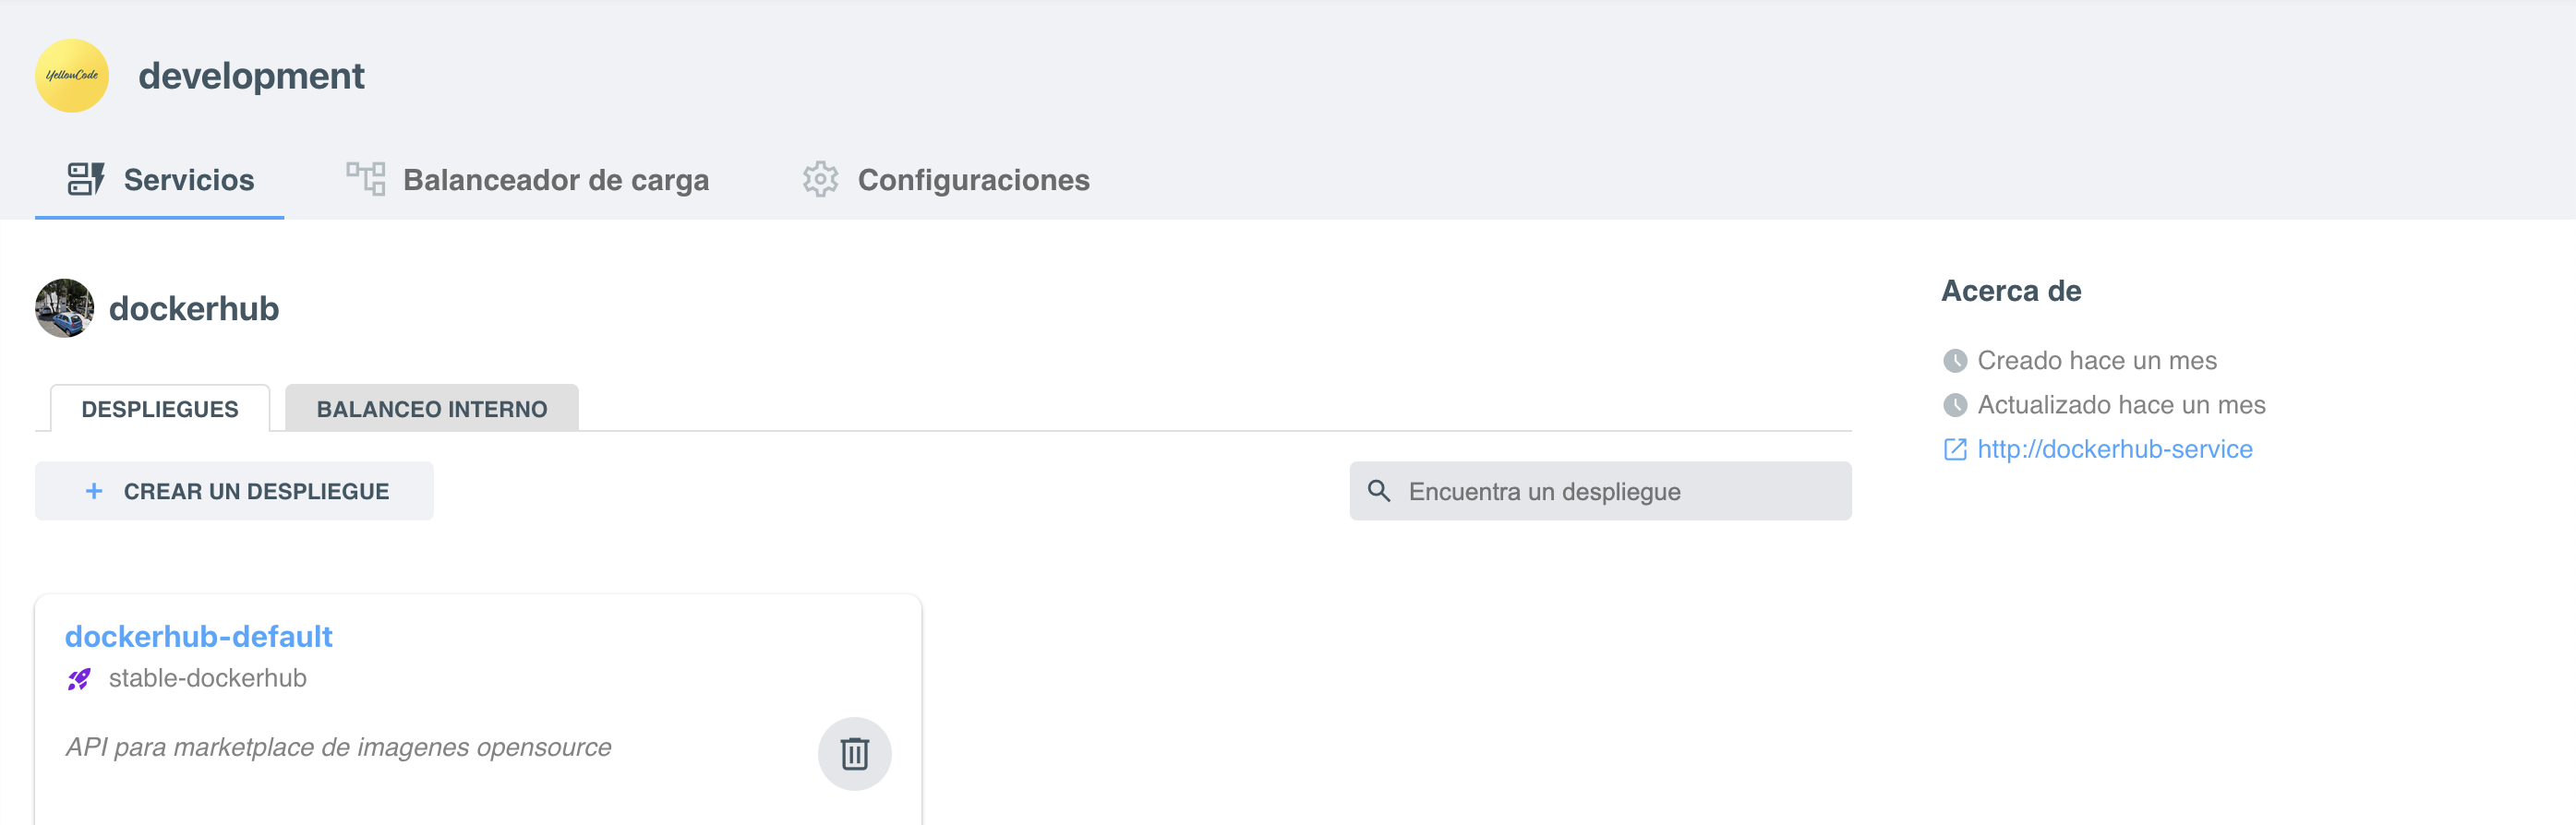 YellowCode
development
Servicios
Balanceador de carga
Configuraciones
dockerhub
DESPLIEGUES
BALANCEO INTERNO
+ CREAR UN DESPLIEGUE
Encuentra un despliegue
dockerhub-default
stable-dockerhub
API para marketplace de imagenes opensource
Acerca de
Creado hace un mes
Actualizado hace un mes
http://dockerhub-service